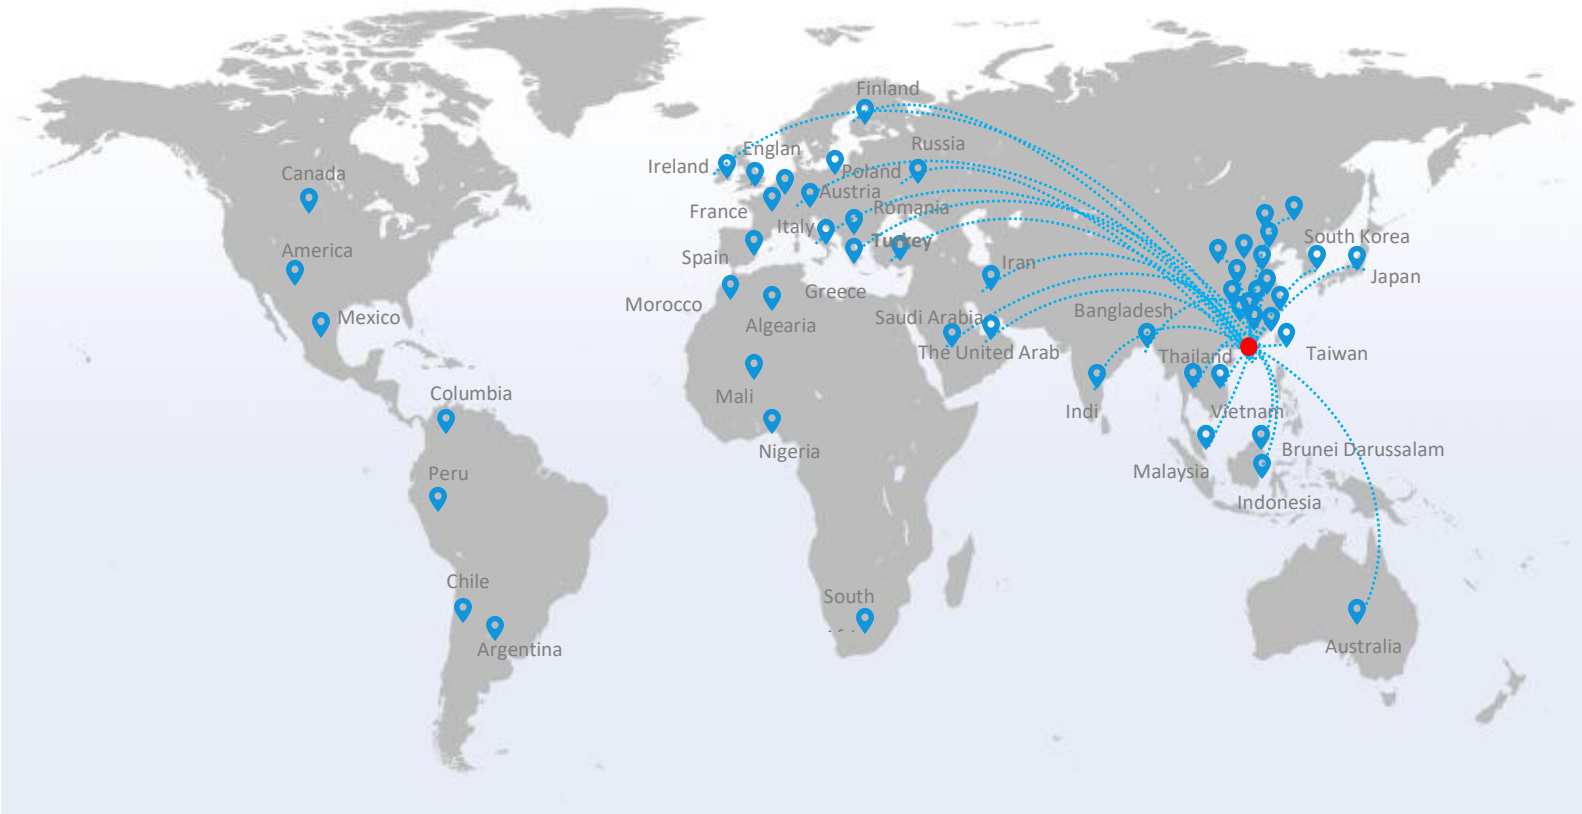 Finland
Englan
Russia
Ireland
Poland
Canada
Austria
France
Romania
Italy
South Korea
Turkey
America
Spain
Iran
Japan
Greece
Morocco
Bangladesh
Mexico
Saudi Arabia
Algearia
The United Arab
Thailand
Taiwan
Columbia
Mali
Indi
Vietnam
Nigeria
Brunei Darussalam
Peru
Malaysia
Indonesia
Chile
South
Argentina
Australia